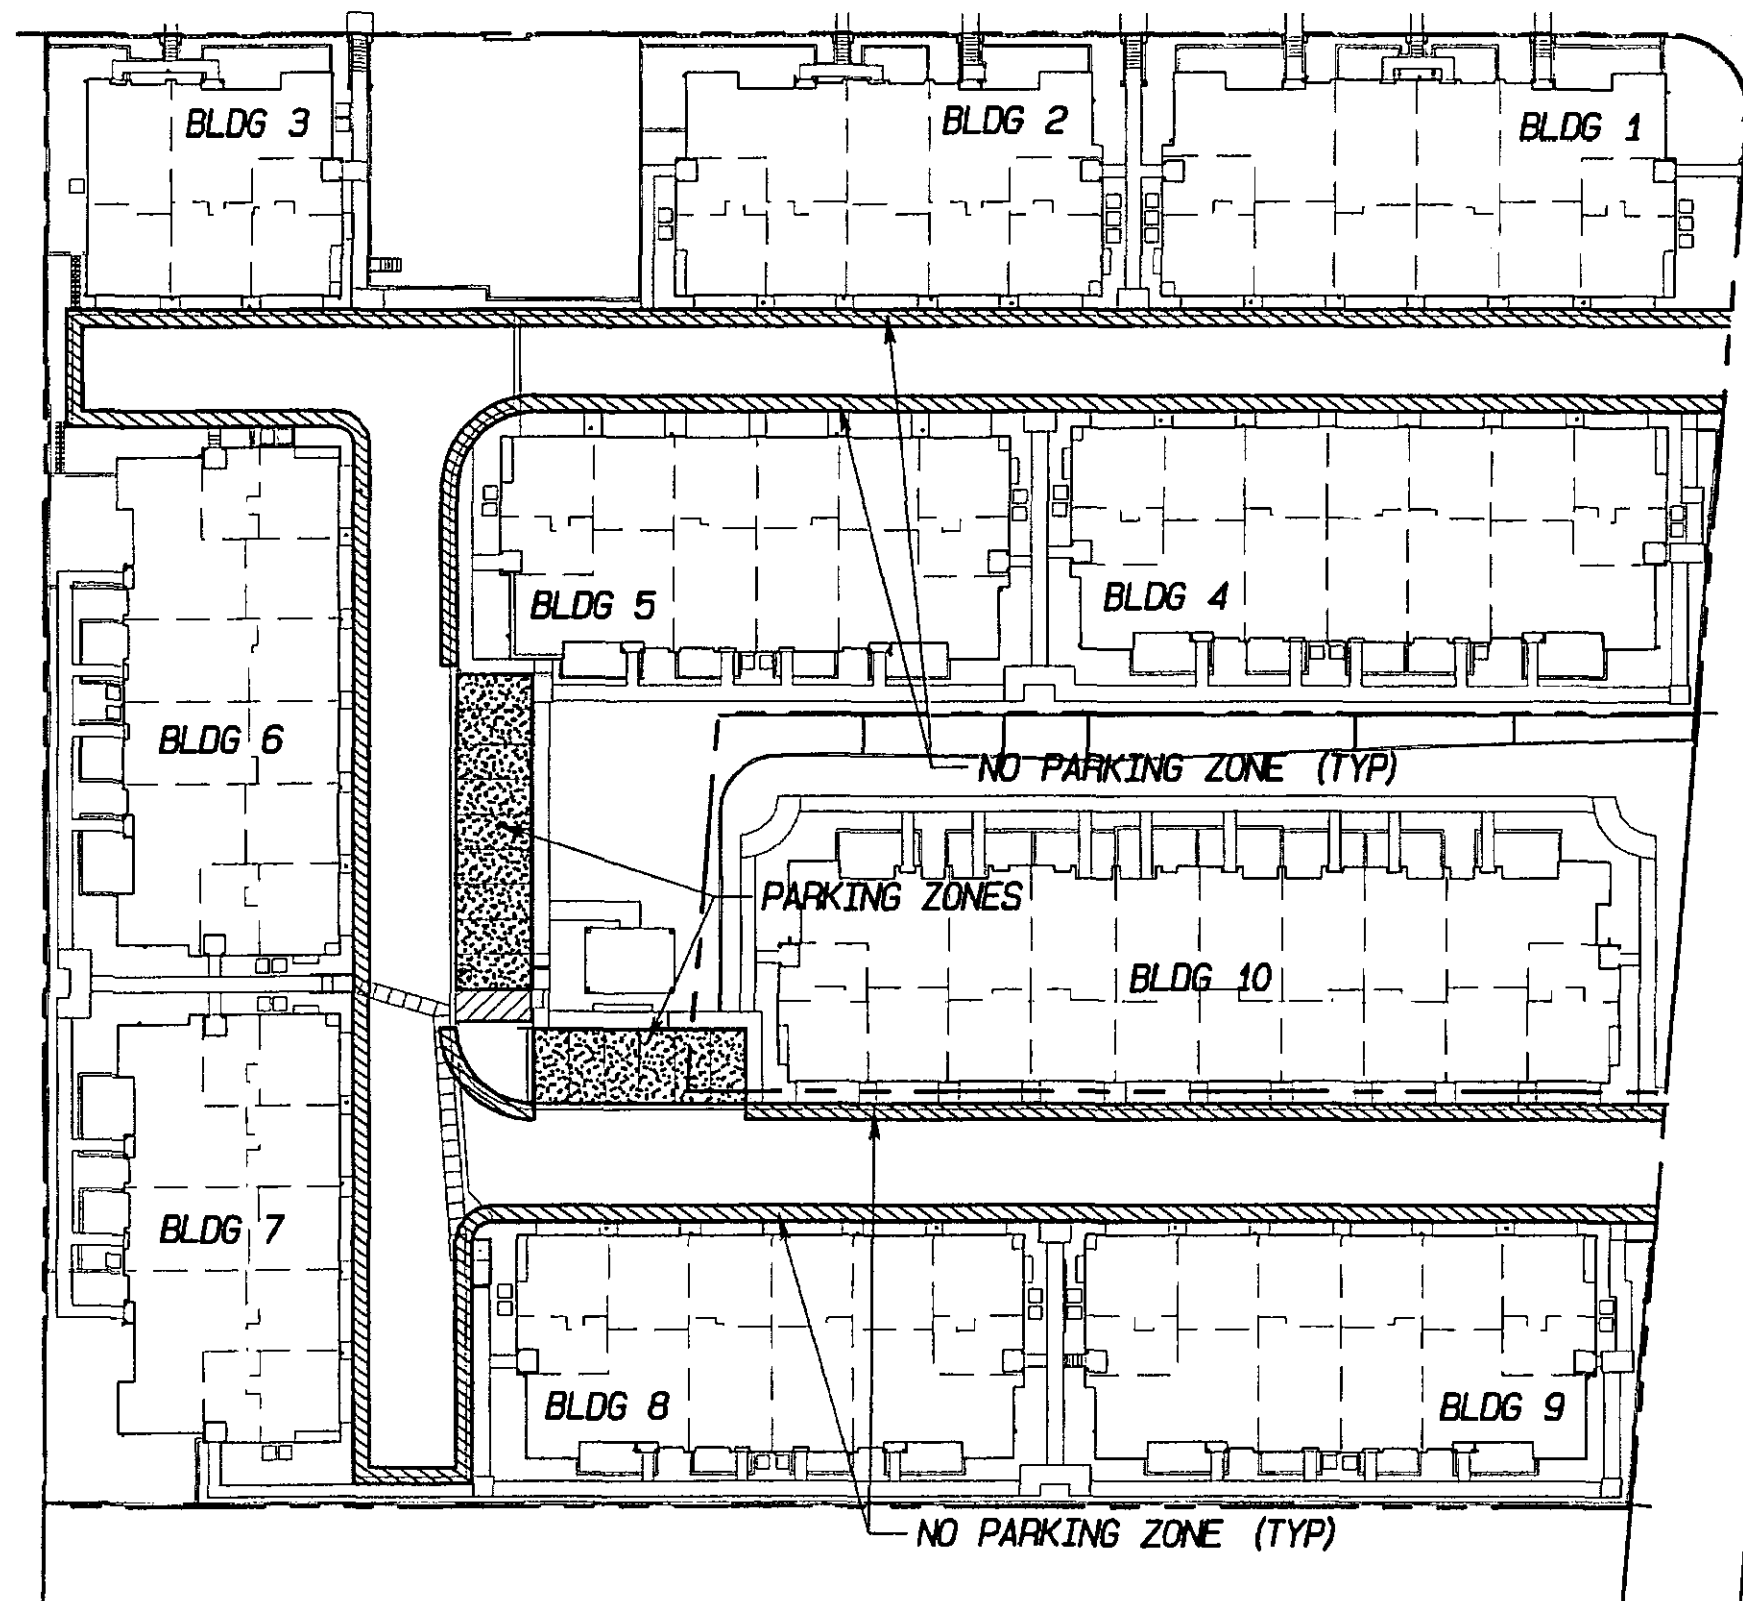 BLDG 3
BLDG 2
BLDG 1
BLDG 5
BLDG 4
BLDG 6
NO PARKING ZONE (TYP)
PARKING ZONES
BLDG 10
BLDG 7
BLDG 8
BLDG 9
NO PARKING ZONE (TYP)